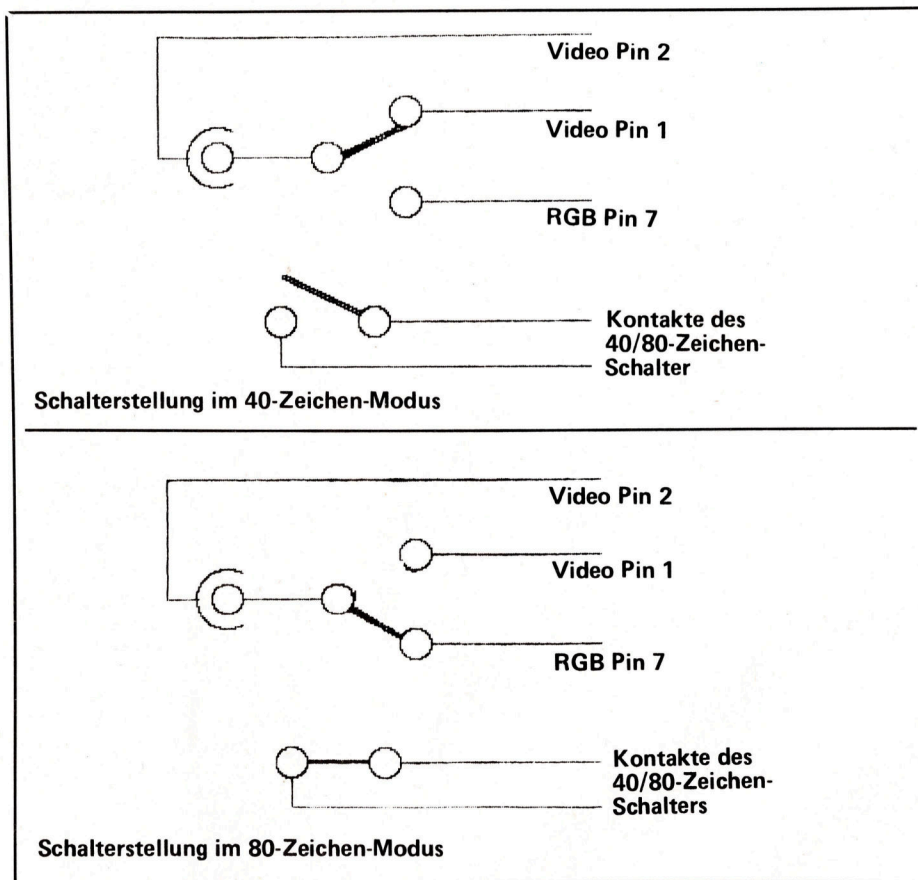 Video Pin 2
Video Pin 1
RGB Pin 7
Kontakte des
40/80-Zeichen-
Schalter
Schalterstellung im 40-Zeichen-Modus
Video Pin 2
Video Pin 1
RGB Pin 7
Kontakte des
40/80-Zeichen-
Schalters
Schalterstellung im 80-Zeichen-Modus